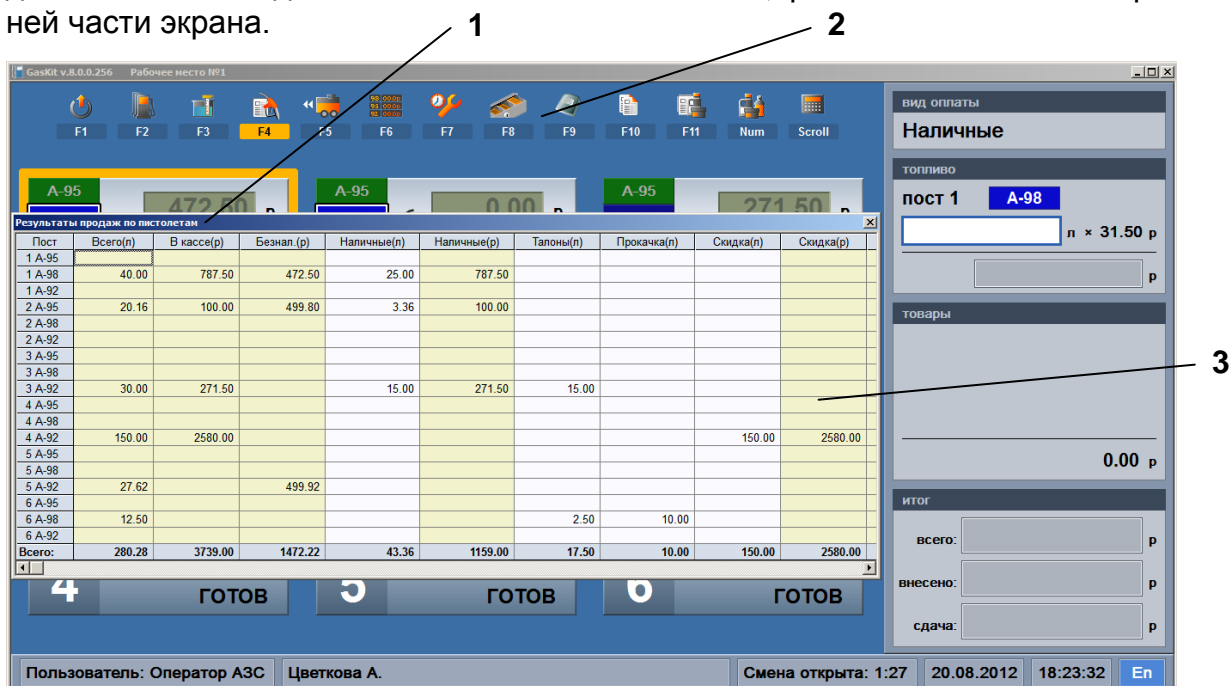 ней части экрана.
1
2
GasKit v.8.0.0.256 Рабочее место №1
F1 F2 F3 F4 F5 F6 F7 F8 F9 F10 F11 Num Scroll
вид оплаты
Наличные
топливо
пост 1 А-98
л × 31.50 р
р
товары
0.00 р
итог
всего: р
внесено: р
сдача: р
А-95 А-95 А-95
472.50 р 0.00 р 271.50 р
Результаты продаж по пистолетам
Пост Всего(л) В кассе(р) Безнал.(р) Наличные(л) Наличные(р) Талоны(л) Прокачка(л) Скидка(л) Скидка(р)
1 А-95
1 А-98 40.00 787.50 472.50 25.00 787.50
1 А-92
2 А-95 20.16 100.00 499.80 3.36 100.00
2 А-98
2 А-92
3 А-95
3 А-98
3 А-92 30.00 271.50 15.00 271.50 15.00
4 А-95
4 А-98
4 А-92 150.00 2580.00 150.00 2580.00
5 А-95
5 А-98
5 А-92 27.62 499.92
6 А-95
6 А-98 12.50 2.50 10.00
6 А-92
Всего: 280.28 3739.00 1472.22 43.36 1159.00 17.50 10.00 150.00 2580.00
3
4 ГОТОВ 5 ГОТОВ 6 ГОТОВ
Пользователь: Оператор АЗС Цветкова А. Смена открыта: 1:27 20.08.2012 18:23:32 En